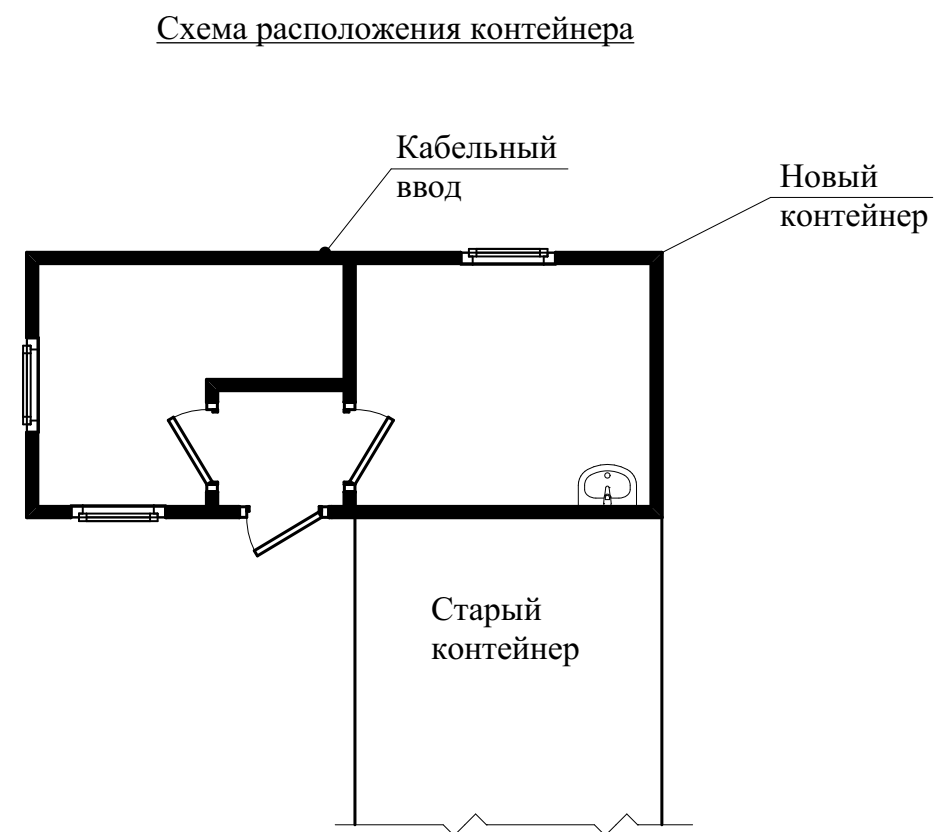 Схема расположения контейнера
Кабельный
ввод
Новый
контейнер
Старый
контейнер